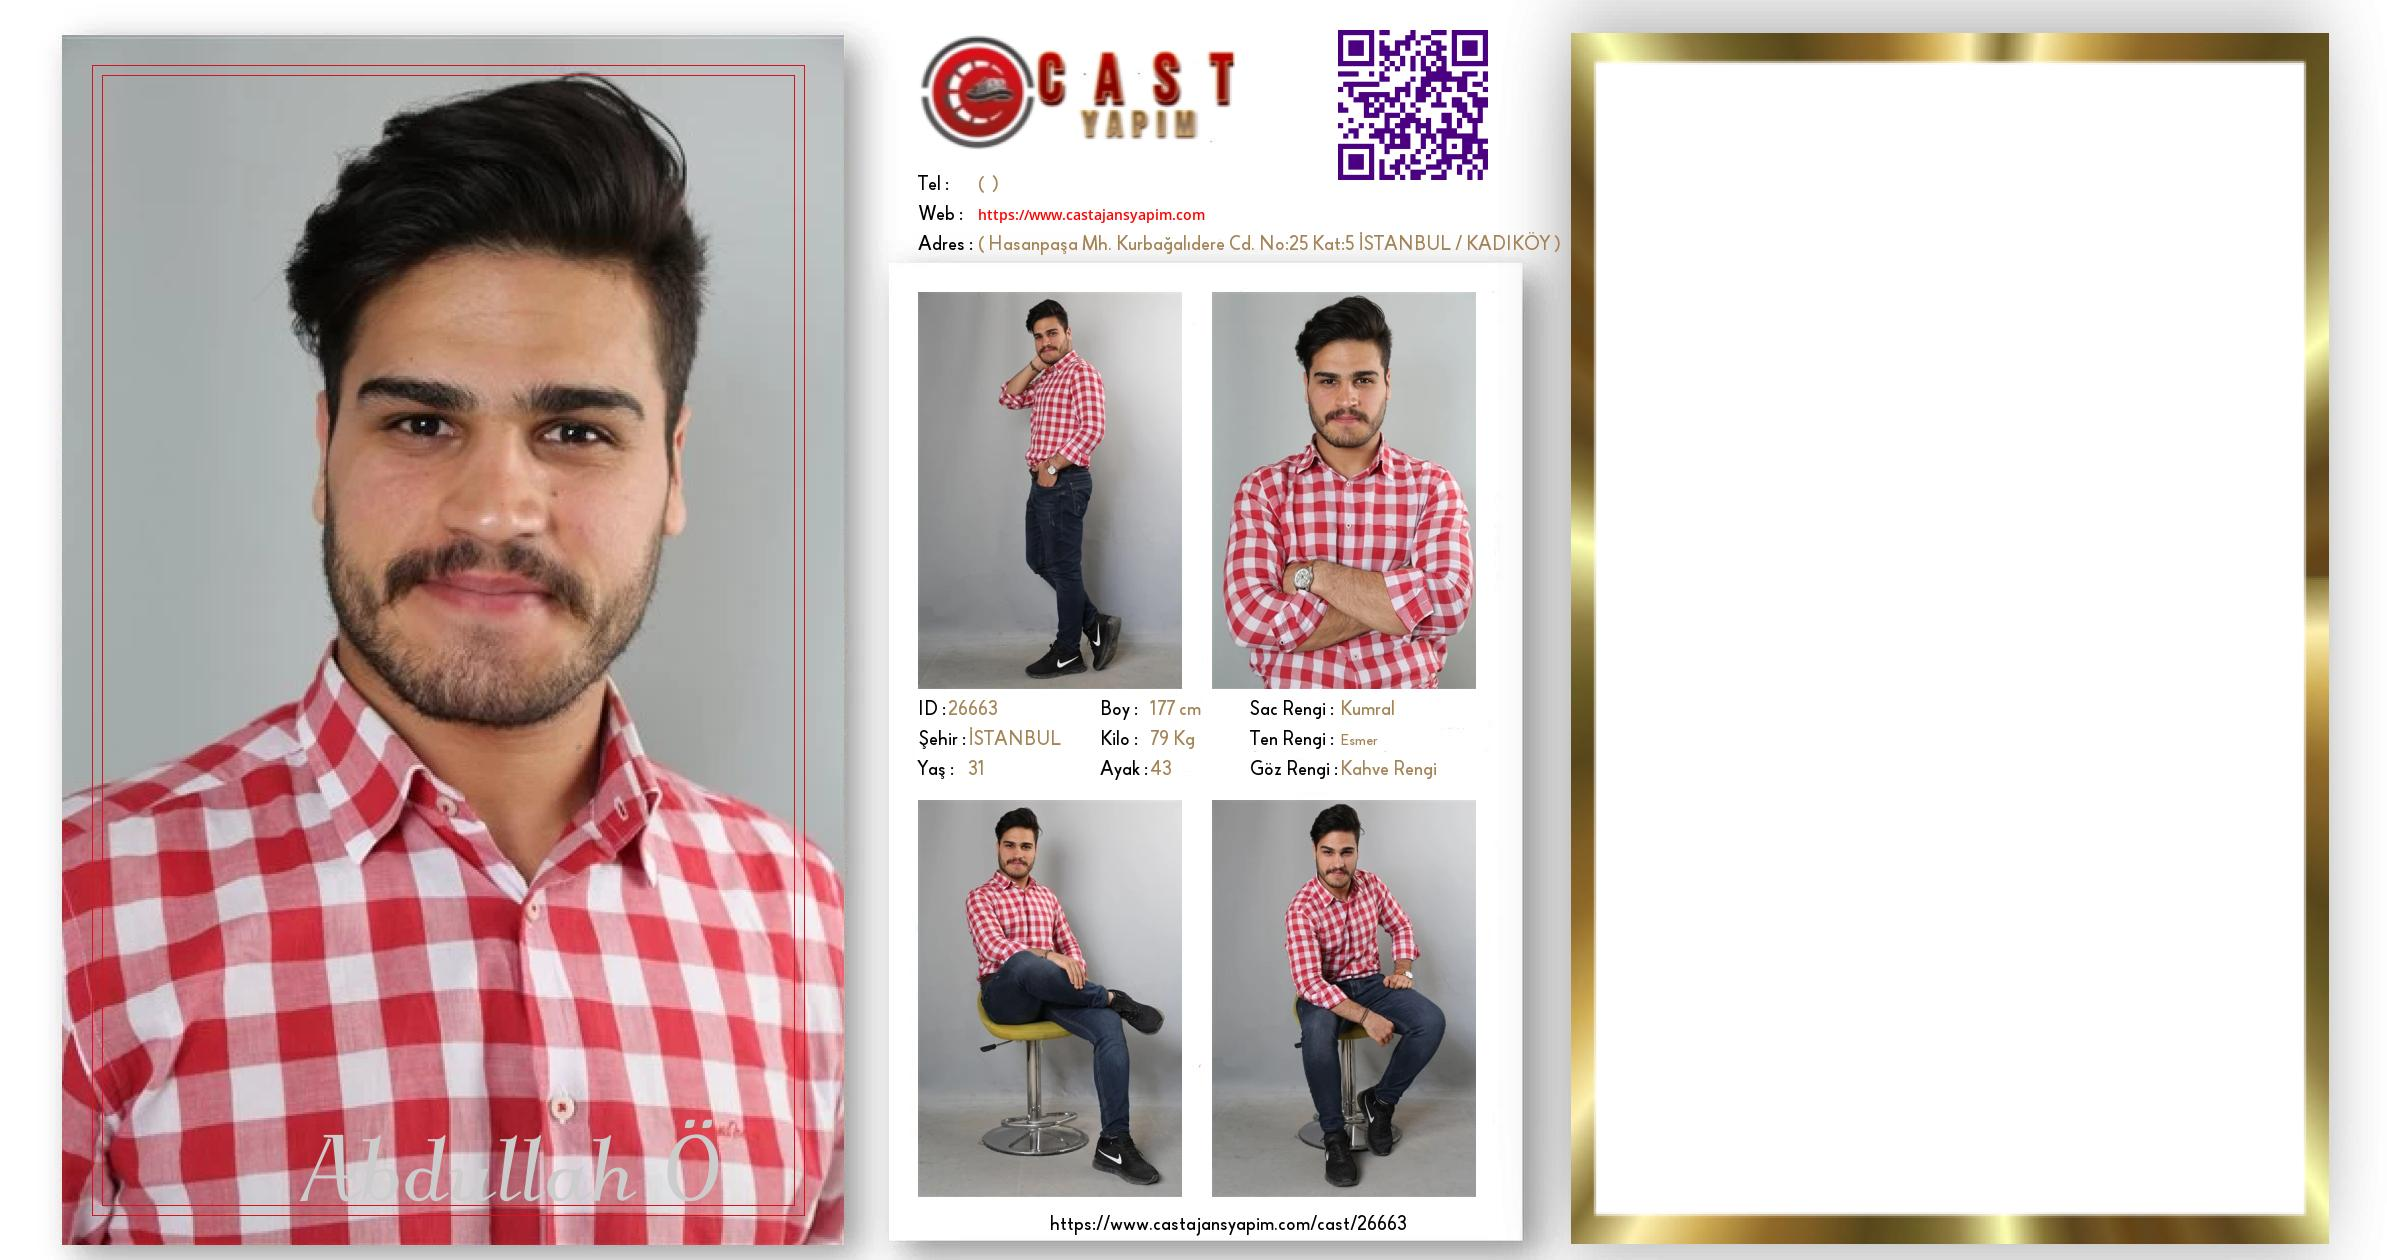 Abdullah Ö
CAST
YAPIM
Tel : ( )
Web : https://www.castajansyapim.com
Adres : ( Hasanpaşa Mh. Kurbağalıdere Cd. No:25 Kat:5 İSTANBUL / KADIKÖY )
ID : 26663 Boy : 177 cm Sac Rengi : Kumral
Şehir : İSTANBUL Kilo : 79 Kg Ten Rengi : Esmer
Yaş : 31 Ayak : 43 Göz Rengi : Kahve Rengi
https://www.castajansyapim.com/cast/26663